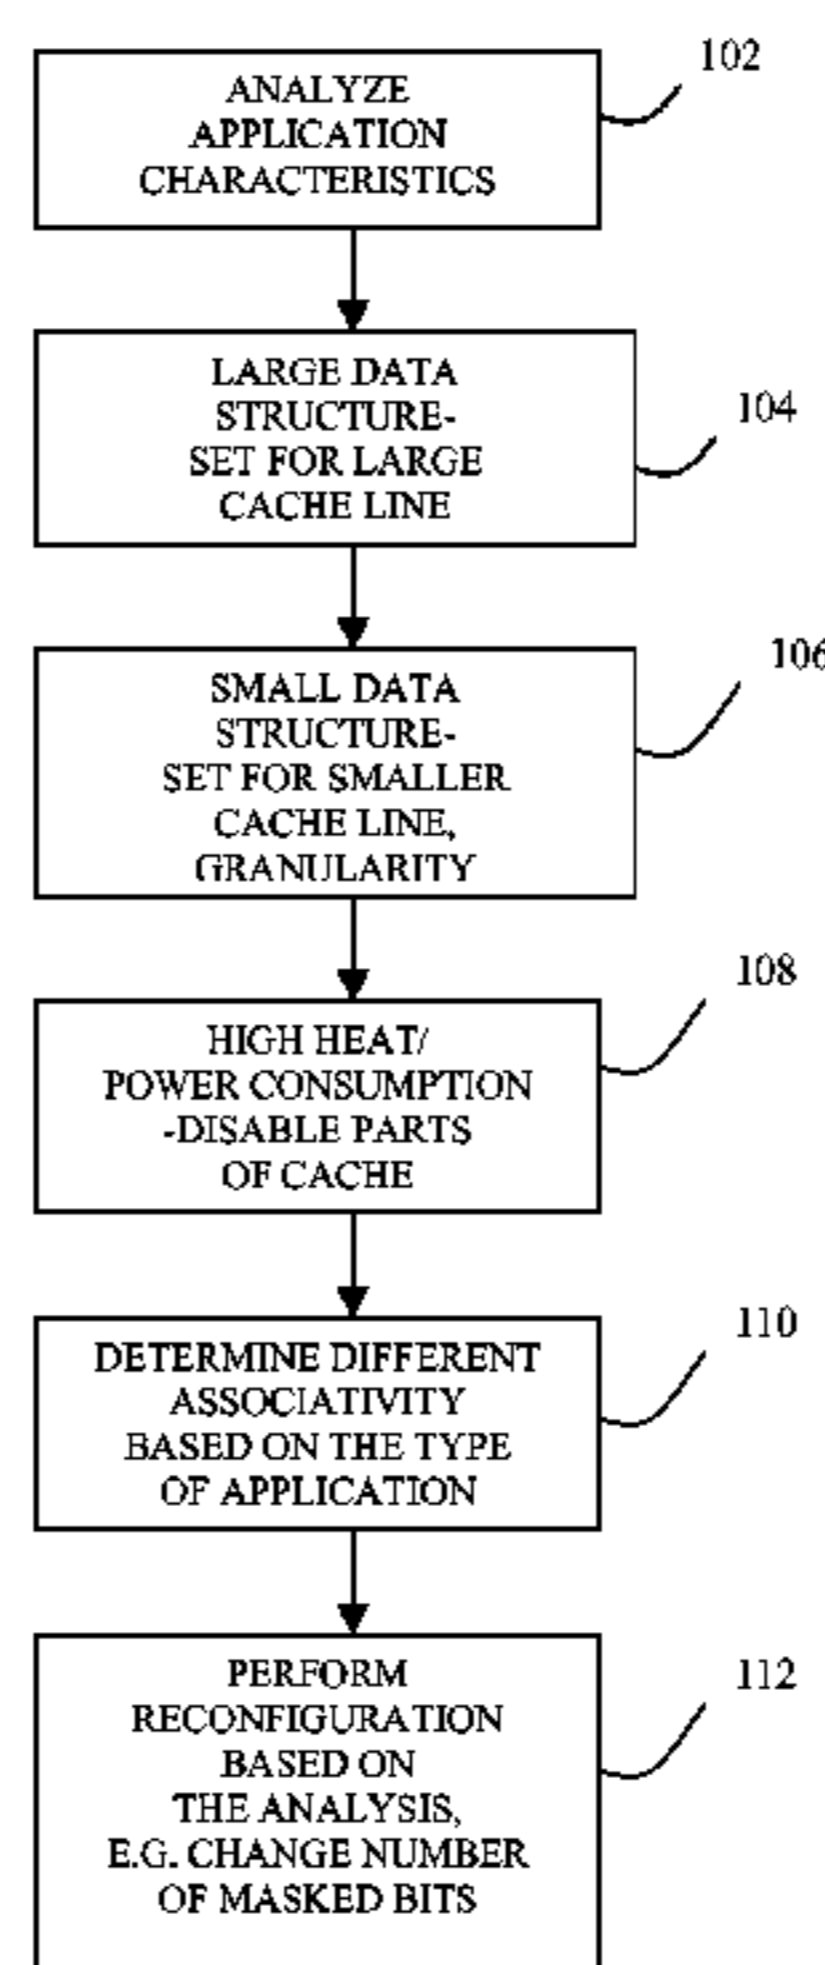 102
ANALYZE
APPLICATION
CHARACTERISTICS
LARGE DATA
STRUCTURE-
SET FOR LARGE
CACHE LINE
104
SMALL DATA
STRUCTURE-
SET FOR SMALLER
CACHE LINE,
GRANULARITY
106
HIGH HEAT/
POWER CONSUMPTION
-DISABLE PARTS
OF CACHE
108
DETERMINE DIFFERENT
ASSOCIATIVITY
BASED ON THE TYPE
OF APPLICATION
110
PERFORM
RECONFIGURATION
BASED ON
THE ANALYSIS,
E.G. CHANGE NUMBER
OF MASKED BITS
112